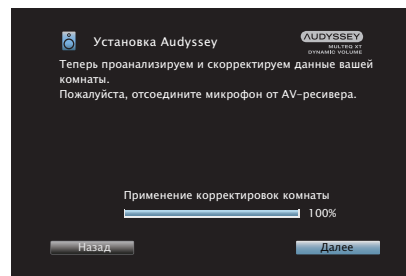 Установка Audyssey
AUDYSSEY
MULTEQ XT
DYNAMIC VOLUME
Теперь проанализируем и скорректируем данные вашей
комнаты.
Пожалуйста, отсоедините микрофон от AV-ресивера.
Применение корректировок комнаты
100%
Назад
Далее